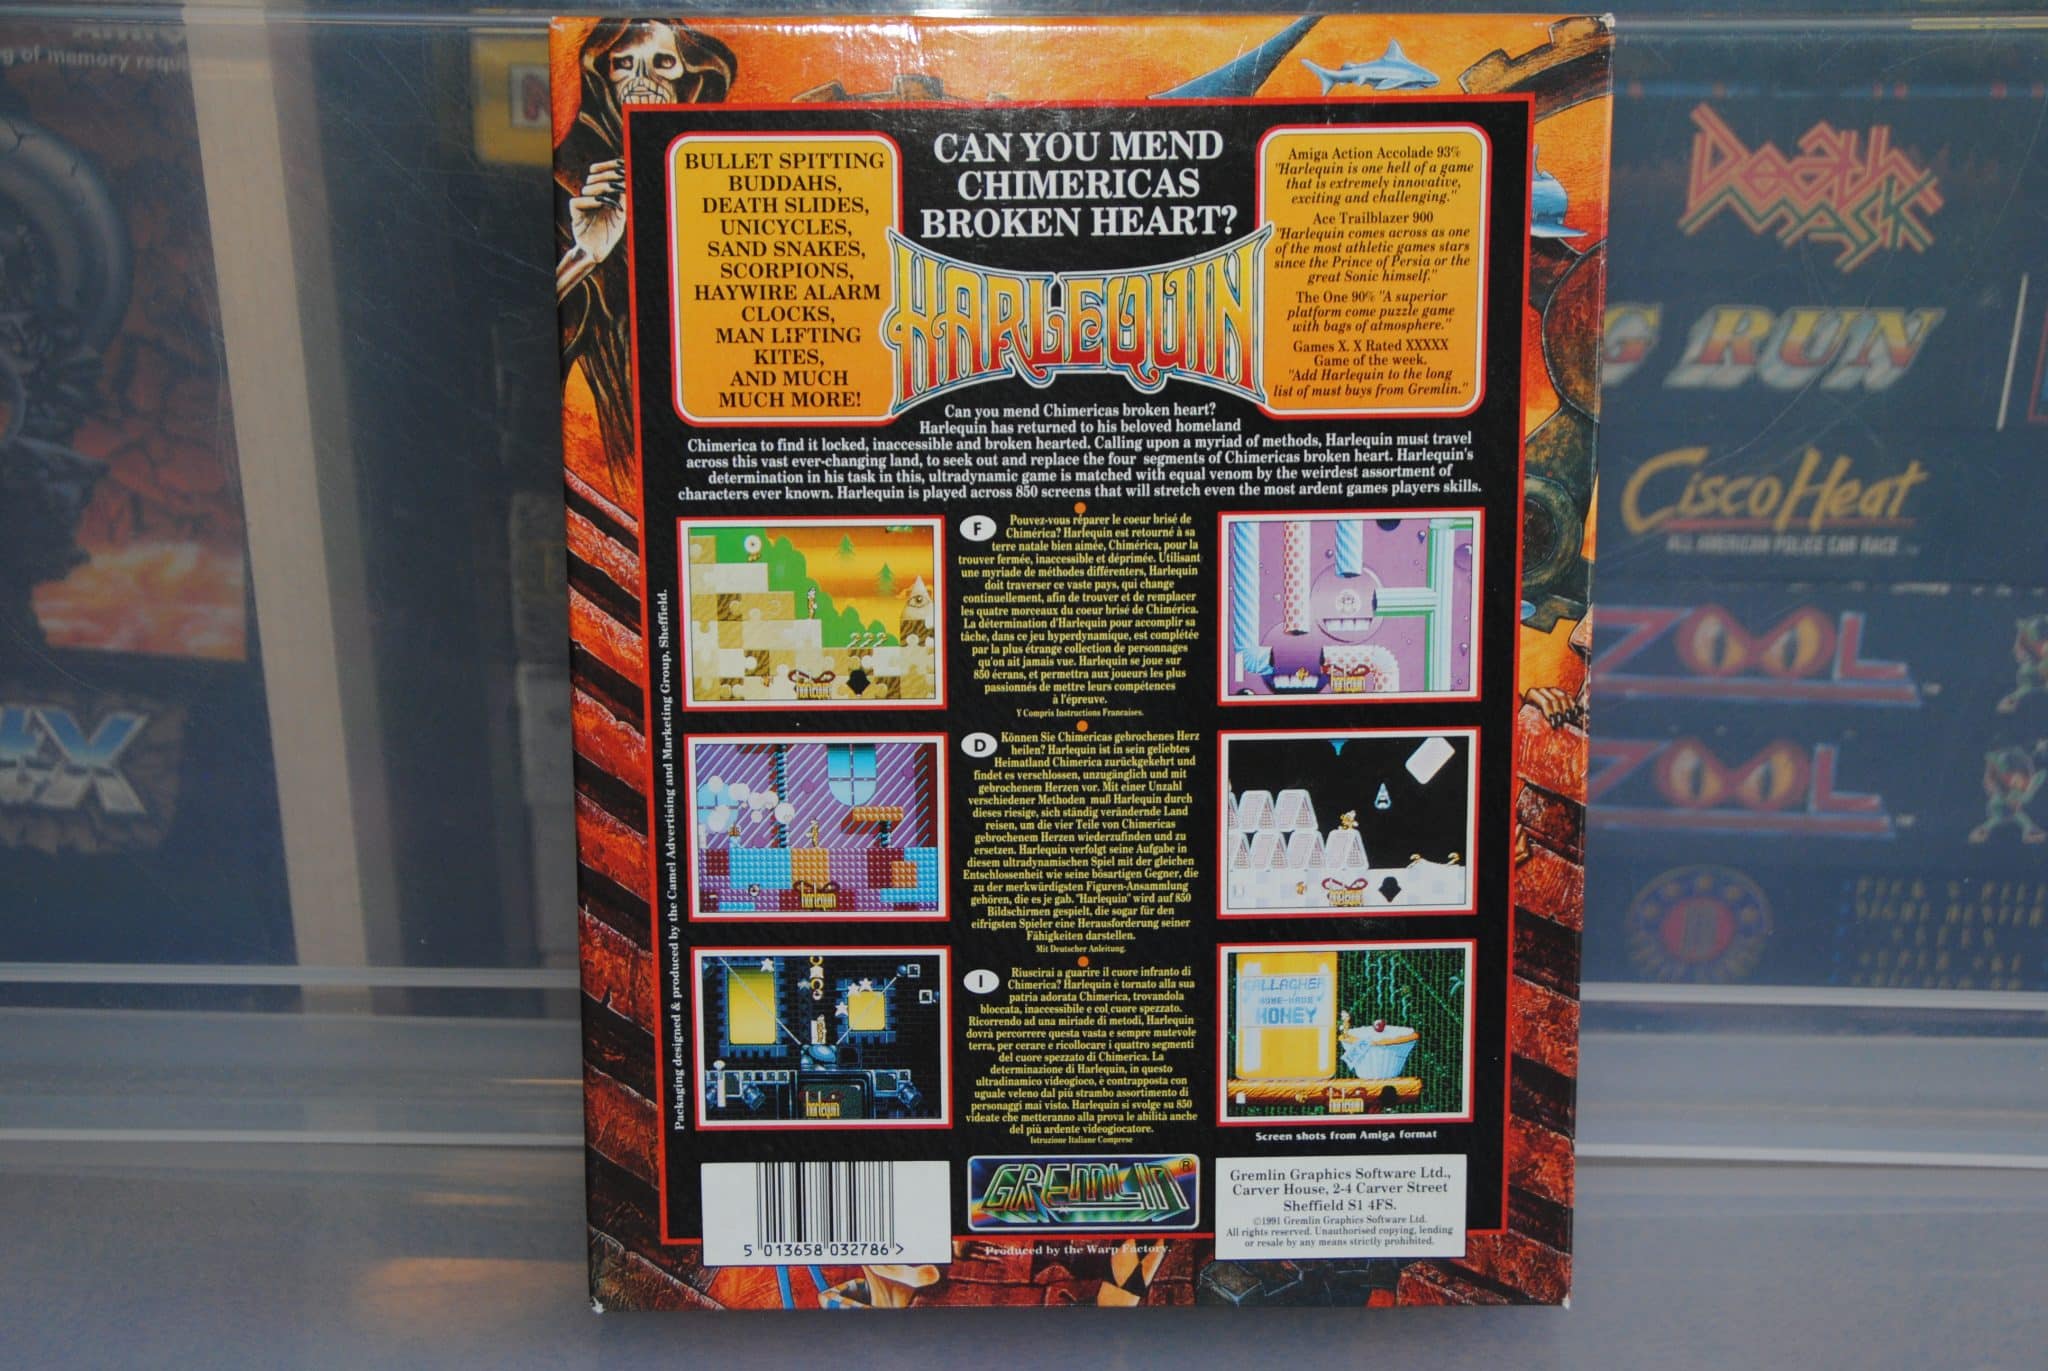 BULLET SPITTING
BUDDAHS,
DEATH SLIDES,
UNICYCLES,
SAND SNAKES,
SCORPIONS,
HAYWIRE ALARM
CLOCKS,
MAN LIFTING
KITES,
AND MUCH
MUCH MORE!
CAN YOU MEND
CHIMERICAS
BROKEN HEART?
HARLEQUIN
Amiga Action Accolade 93%
"Harlequin is one hell of a game
that is extremely innovative,
exciting and challenging."
Ace Trailblazer 900
"Harlequin comes across as one
of the most athletic games stars
since the Prince of Persia or the
great Sonic himself."
The One 90% "A superior
platform come puzzle game
with bags of atmosphere."
Games X. X Rated XXXXX
Game of the week.
"Add Harlequin to the long
list of must buys from Gremlin."
Can you mend Chimericas broken heart?
Harlequin has returned to his beloved homeland
Chimerica to find it locked, inaccessible and broken hearted. Calling upon a myriad of methods, Harlequin must travel
across this vast ever-changing land, to seek out and replace the four segments of Chimericas broken heart. Harlequin's
determination in his task in this, ultradynamic game is matched with equal venom by the weirdest assortment of
characters ever known. Harlequin is played across 850 screens that will stretch even the most ardent games players skills.
F
Pouvez-vous réparer le coeur brisé de
Chimérica? Harlequin est retourné à sa
terre natale bien aimée, Chimérica, pour la
trouver fermée, inaccessible et déprimée. Utilisant
une myriade de méthodes différenters, Harlequin
doit traverser ce vaste pays, qui change
continuellement, afin de trouver et de remplacer
les quatre morceaux du coeur brisé de Chimérica.
La détermination d'Harlequin pour accomplir sa
tâche, dans ce jeu hyperdynamique, est complétée
par la plus étrange collection de personnages
qu'on ait jamais vue. Harlequin se joue sur
850 écrans, et permettra aux joueurs les plus
passionnés de mettre leurs compétences
à l'épreuve.
Y Compris Instructions Francaises.
D
Können Sie Chimericas gebrochenes Herz
heilen? Harlequin ist in sein geliebtes
Heimatland Chimerica zurückgekehrt und
findet es verschlossen, unzugänglich und mit
gebrochenem Herzen vor. Mit einer Unzahl
verschiedener Methoden muß Harlequin durch
dieses riesige, sich ständig verändernde Land
reisen, um die vier Teile von Chimericas
gebrochenem Herzen wiederzufinden und zu
ersetzen. Harlequin verfolgt seine Aufgabe in
diesem ultradynamischen Spiel mit der gleichen
Entschlossenheit wie seine bösartigen Gegner, die
zu der merkwürdigsten Figuren-Ansammlung
gehören, die es je gab. "Harlequin" wird auf 850
Bildschirmen gespielt, die sogar für den
eifrigsten Spieler eine Herausforderung seiner
Fähigkeiten darstellen.
Mit Deutscher Anleitung.
I
Riuscirai a guarire il cuore infranto di
Chimerica? Harlequin è tornato alla sua
patria adorata Chimerica, trovandola
bloccata, inaccessibile e col cuore spezzato.
Ricorrendo ad una miriade di metodi, Harlequin
dovrà percorrere questa vasta e sempre mutevole
terra, per cerare e ricollocare i quattro segmenti
del cuore spezzato di Chimerica. La
determinazione di Harlequin, in questo
ultradinamico videogioco, è contrapposta con
uguale veleno dal più strambo assortimento di
personaggi mai visto. Harlequin si svolge su 850
videate che metteranno alla prova le abilità anche
del più ardente videogiocatore.
Istruzione Italiane Comprese
harlequin
harlequin
harlequin
harlequin
harlequin
GALLAGHER
HOME-MADE
HONEY
harlequin
Screen shots from Amiga format
Packaging designed & produced by the Camel Advertising and Marketing Group, Sheffield.
5 013658 032786 >
GREMLIN ®
Produced by the Warp Factory.
Gremlin Graphics Software Ltd.,
Carver House, 2-4 Carver Street
Sheffield S1 4FS.
©1991 Gremlin Graphics Software Ltd.
All rights reserved. Unauthorised copying, lending
or resale by any means strictly prohibited.
g of memory requ
Death
Mask
G RUN
Cisco Heat
ALL AMERICAN POLICE CAR RACE ™
ZOOL
ZOOL